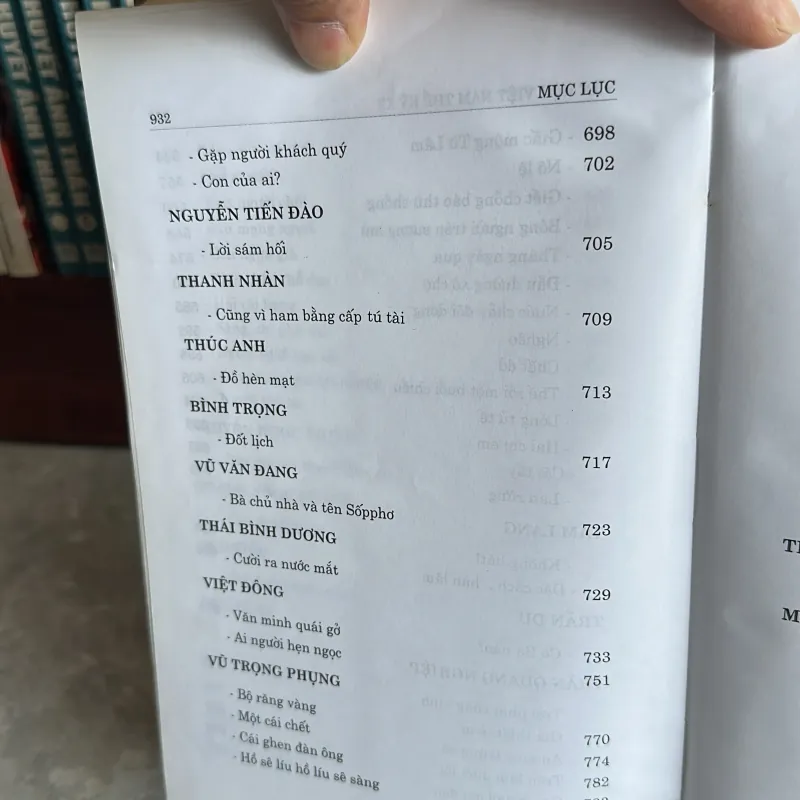 932 MỤC LỤC
- Gặp người khách quý 698
- Con của ai? 702
NGUYỄN TIẾN ĐÀO
- Lời sám hối 705
THANH NHÀN
- Cũng vì ham bằng cấp tú tài 709
THÚC ANH
- Đồ hèn mạt 713
BÌNH TRỌNG
- Đốt lịch 717
VŨ VĂN ĐANG
- Bà chủ nhà và tên Sốpphơ 723
THÁI BÌNH DƯƠNG
- Cười ra nước mắt 729
VIỆT ĐÔNG
- Văn minh quái gở 733
- Ai người hẹn ngọc 751
VŨ TRỌNG PHỤNG
- Bộ răng vàng 770
- Một cái chết 774
- Cái ghen đàn ông 782
- Hồ sê líu hồ líu sê sàng